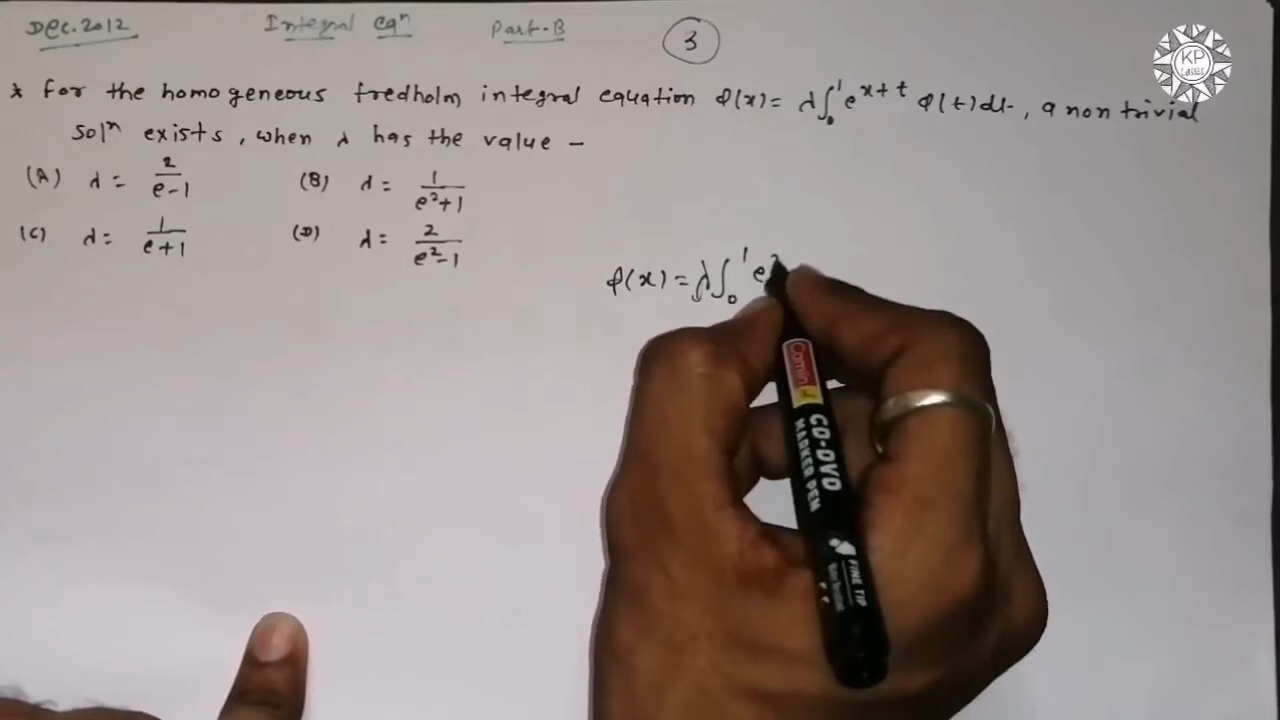 Dec.2012 Integral eqⁿ Part-B 3
* for the homogeneous fredholm integral equation φ(x) = λ∫₀¹ e^(x+t) φ(t)dt, a non trivial
solⁿ exists, when λ has the value -
(A) λ = 2/(e-1) (B) λ = 1/(e²+1)
(C) λ = 1/(e+1) (D) λ = 2/(e²-1)
φ(x) = λ∫₀¹ e
KP
CLASSES
Camlin
CD-DVD
MARKER PEN
FINE TIP